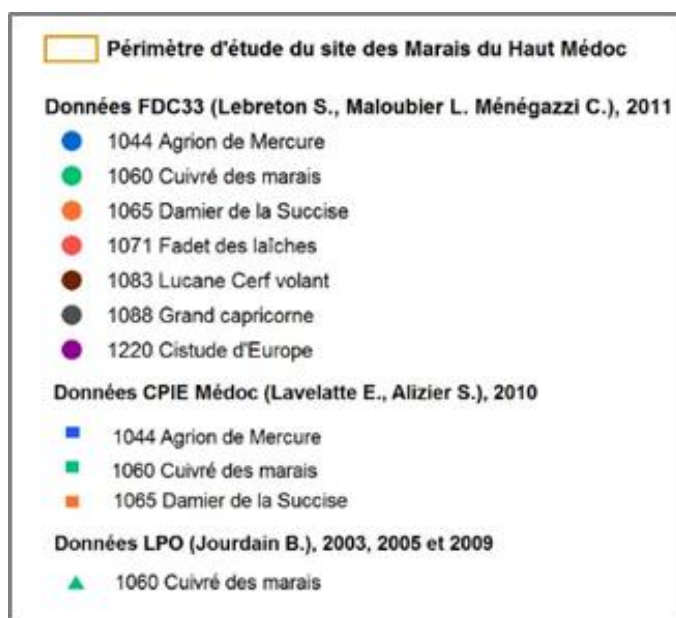 Périmètre d'étude du site des Marais du Haut Médoc
Données FDC33 (Lebreton S., Maloubier L. Ménégazzi C.), 2011
1044 Agrion de Mercure
1060 Cuivré des marais
1065 Damier de la Succise
1071 Fadet des laîches
1083 Lucane Cerf volant
1088 Grand capricorne
1220 Cistude d'Europe
Données CPIE Médoc (Lavelatte E., Alizier S.), 2010
1044 Agrion de Mercure
1060 Cuivré des marais
1065 Damier de la Succise
Données LPO (Jourdain B.), 2003, 2005 et 2009
1060 Cuivré des marais